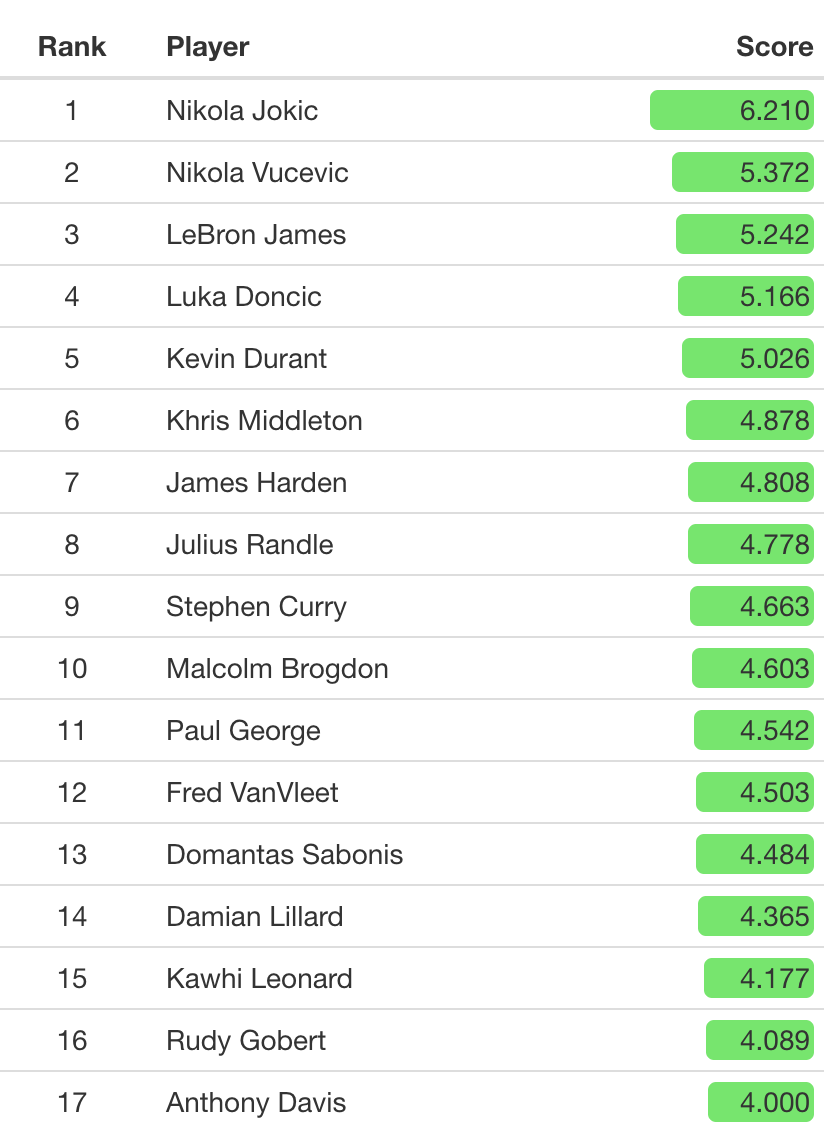 Rank Player Score
1 Nikola Jokic 6.210
2 Nikola Vucevic 5.372
3 LeBron James 5.242
4 Luka Doncic 5.166
5 Kevin Durant 5.026
6 Khris Middleton 4.878
7 James Harden 4.808
8 Julius Randle 4.778
9 Stephen Curry 4.663
10 Malcolm Brogdon 4.603
11 Paul George 4.542
12 Fred VanVleet 4.503
13 Domantas Sabonis 4.484
14 Damian Lillard 4.365
15 Kawhi Leonard 4.177
16 Rudy Gobert 4.089
17 Anthony Davis 4.000